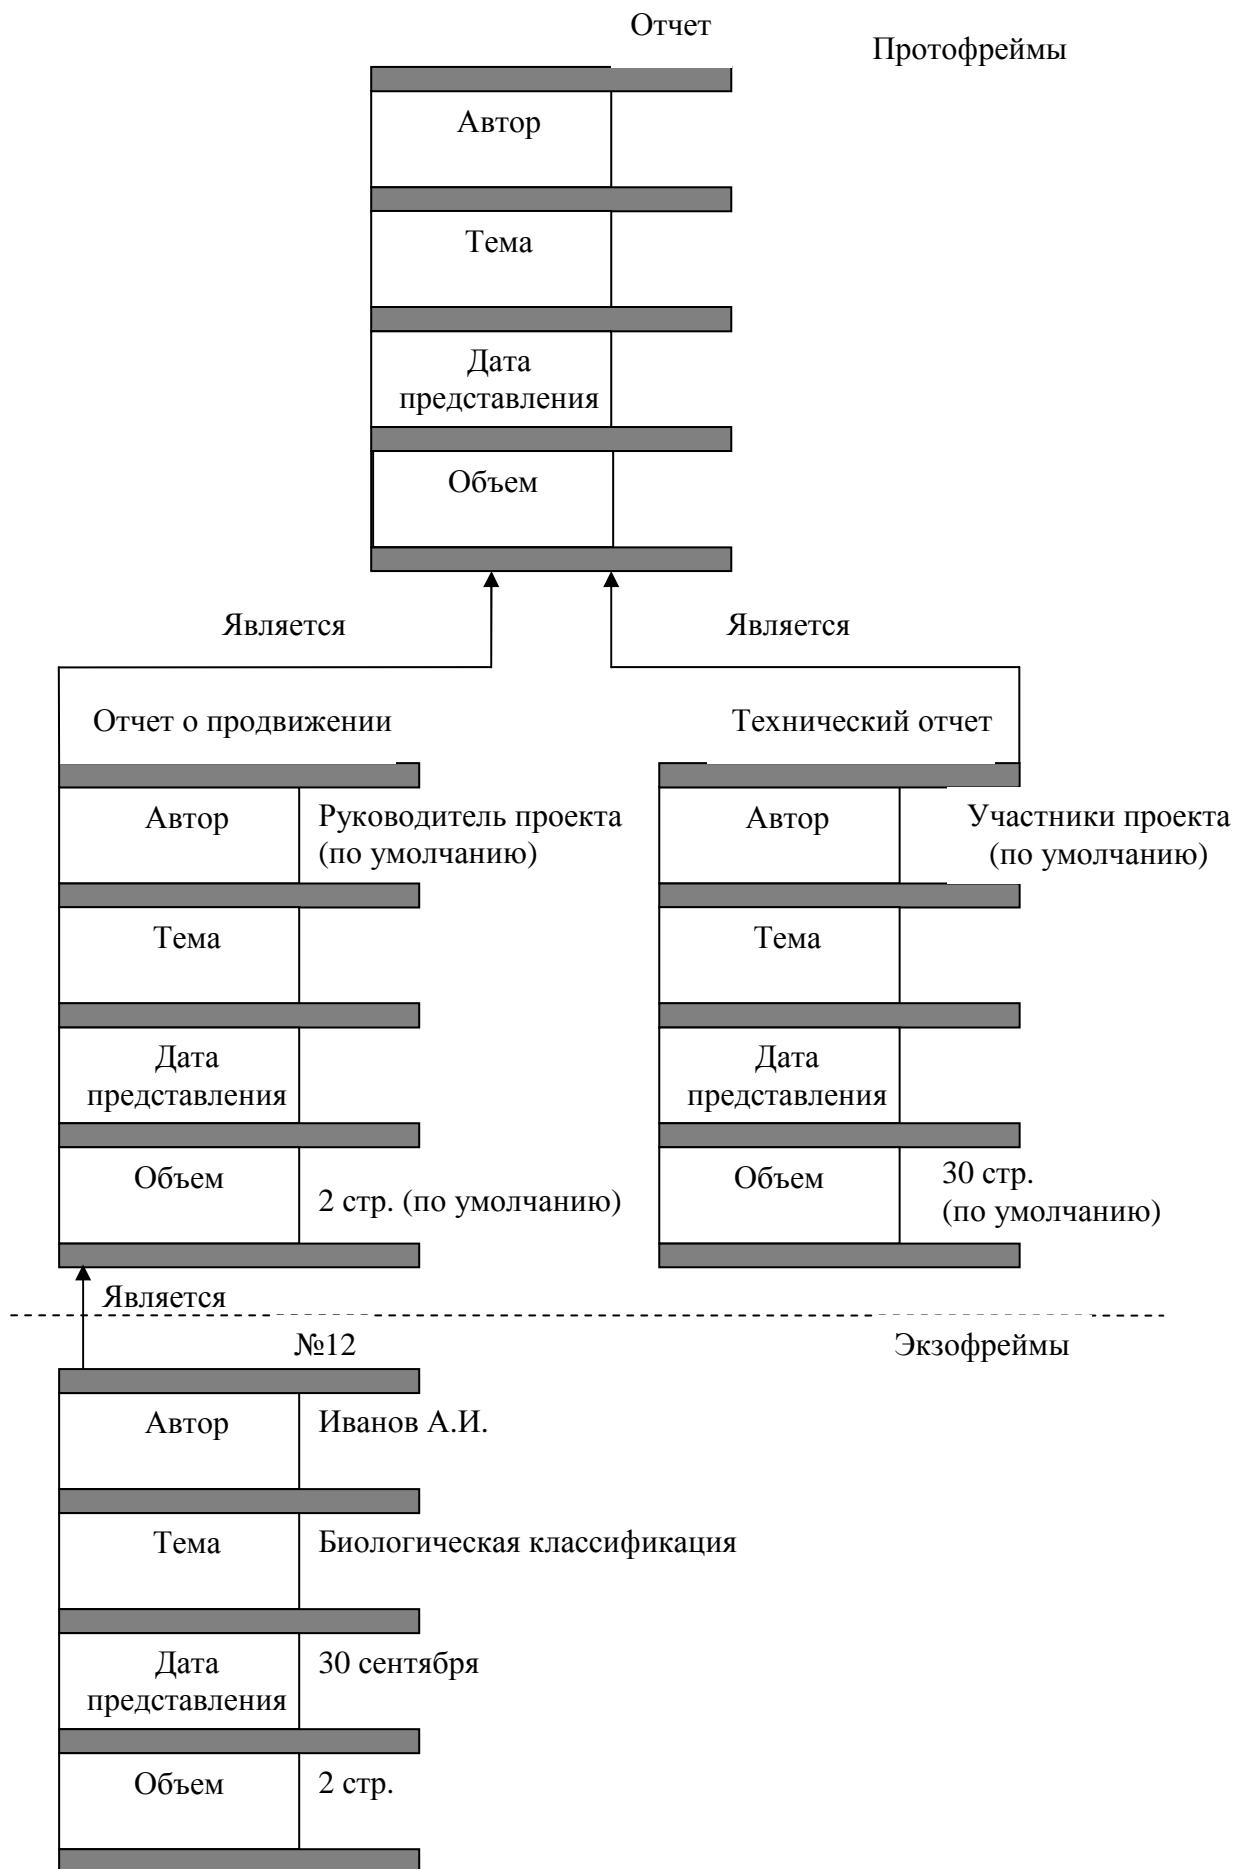 Отчет
Протофреймы
Автор
Тема
Дата
представления
Объем
Является
Является
Отчет о продвижении
Автор
Руководитель проекта
(по умолчанию)
Тема
Дата
представления
Объем
2 стр. (по умолчанию)
Технический отчет
Автор
Участники проекта
(по умолчанию)
Тема
Дата
представления
Объем
30 стр.
(по умолчанию)
Является
№12
Экзофреймы
Автор
Иванов А.И.
Тема
Биологическая классификация
Дата
представления
30 сентября
Объем
2 стр.